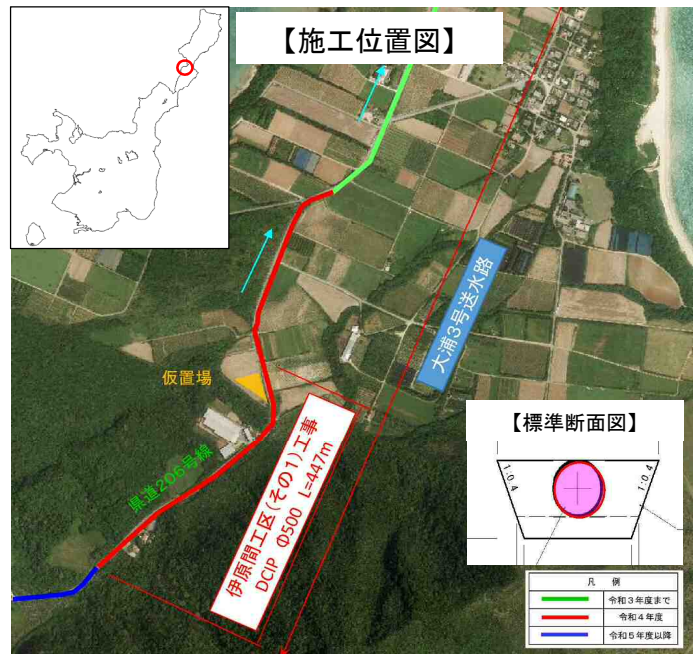 【施工位置図】
大浦3号送水路
仮置場
県道206号線
伊原間工区(その1)工事
DCIP Φ500 L=447m
【標準断面図】
1:0.4
1:0.4
凡 例
令和3年度まで
令和4年度
令和5年度以降